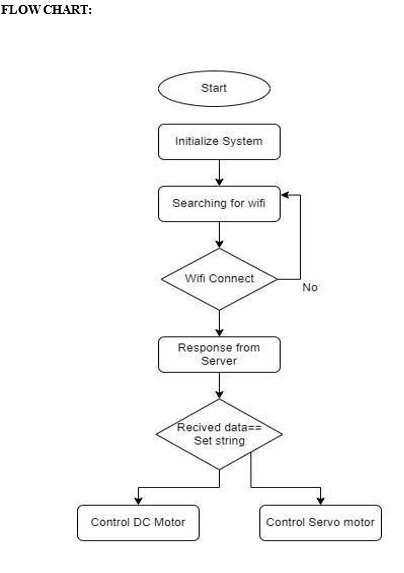 FLOW CHART:
Start
Initialize System
Searching for wifi
Wifi Connect
No
Response from
Server
Recived data==
Set string
Control DC Motor
Control Servo motor